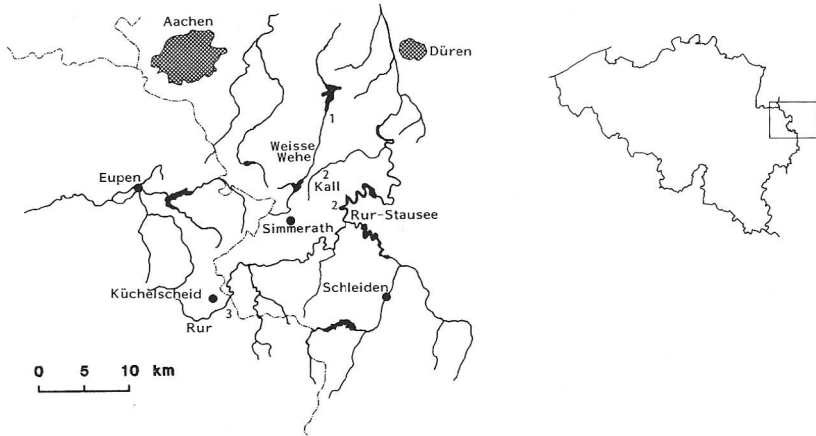 Aachen
Düren
1
Weisse
Wehe
2
Kall
Eupen
2
Rur-Stausee
Simmerath
Küchelscheid
Schleiden
3
Rur
0 5 10 km